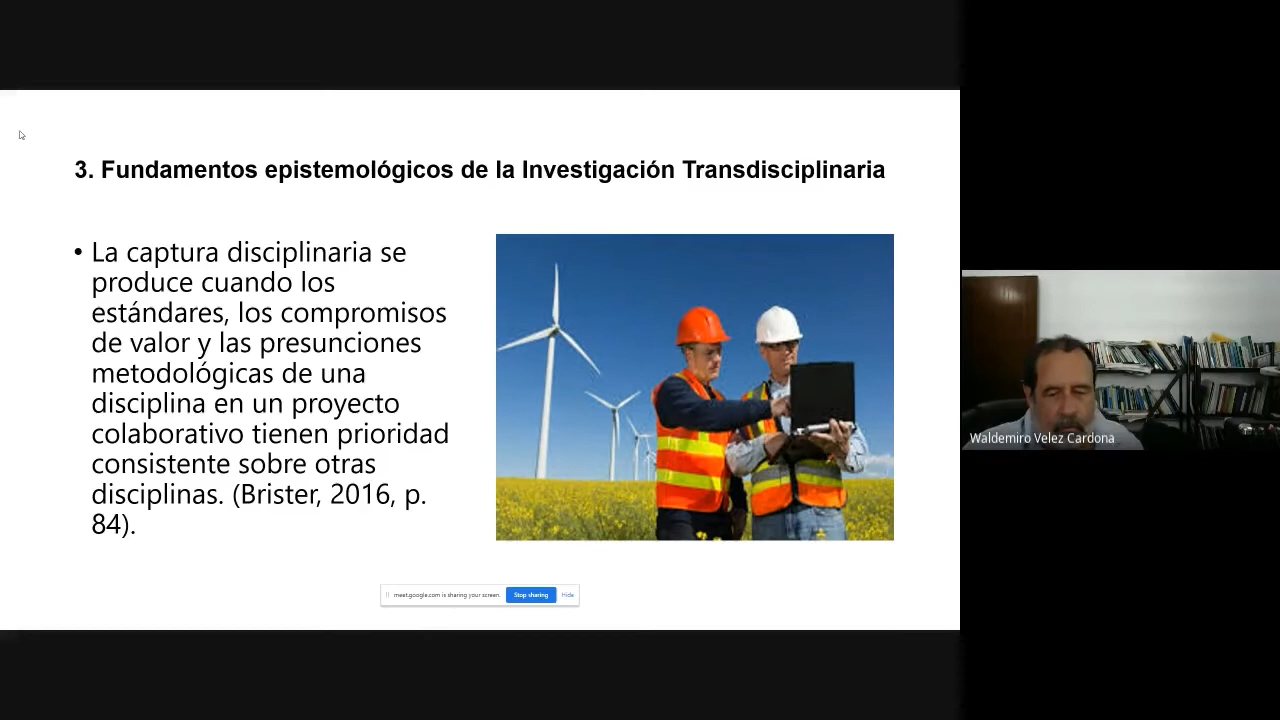 3. Fundamentos epistemológicos de la Investigación Transdisciplinaria
• La captura disciplinaria se
produce cuando los
estándares, los compromisos
de valor y las presunciones
metodológicas de una
disciplina en un proyecto
colaborativo tienen prioridad
consistente sobre otras
disciplinas. (Brister, 2016, p.
84).
meet.google.com is sharing your screen.
Stop sharing
Hide
Waldemiro Velez Cardona